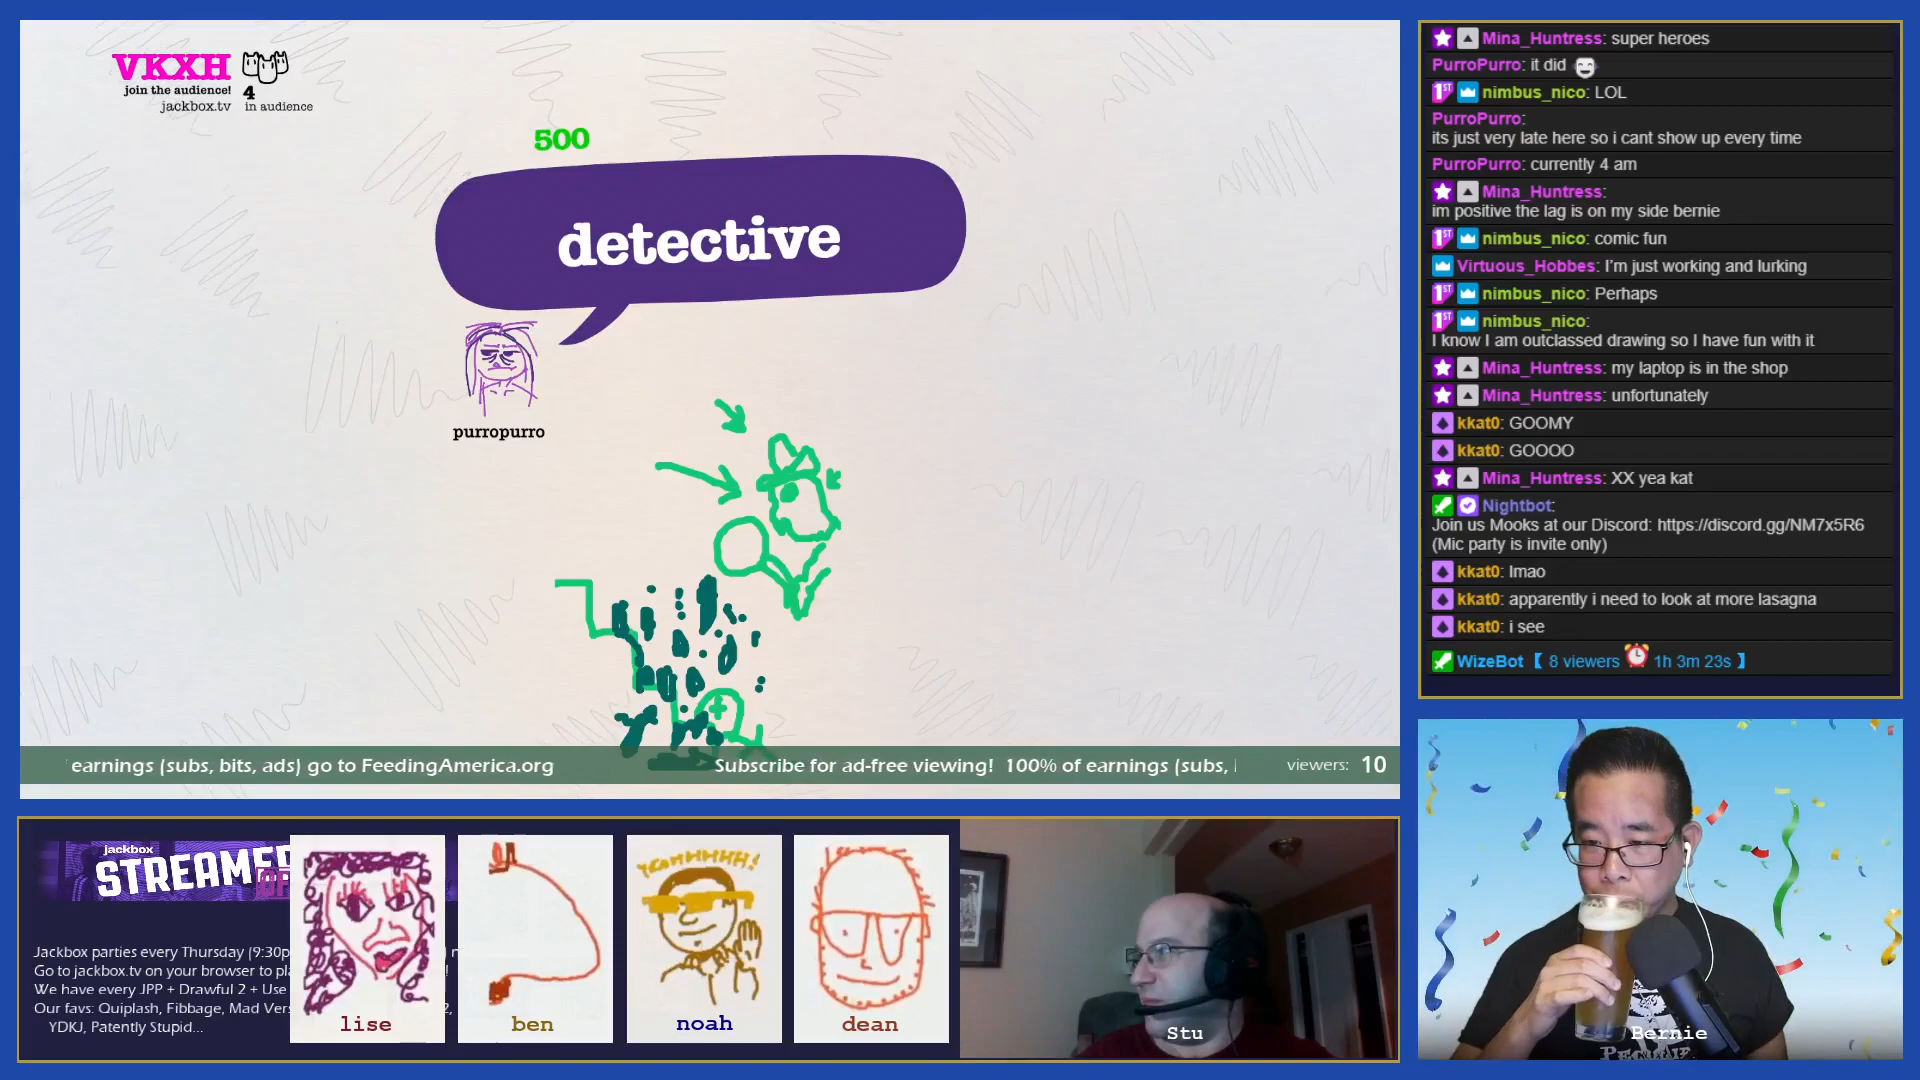 VKXH
join the audience!
jackbox.tv
4
in audience
500
detective
purropurro
earnings (subs, bits, ads) go to FeedingAmerica.org
Subscribe for ad-free viewing! 100% of earnings (subs,
viewers: 10
Mina_Huntress: super heroes
PurroPurro: it did
1ST nimbus_nico: LOL
PurroPurro:
its just very late here so i cant show up every time
PurroPurro: currently 4 am
Mina_Huntress:
im positive the lag is on my side bernie
1ST nimbus_nico: comic fun
Virtuous_Hobbes: I'm just working and lurking
1ST nimbus_nico: Perhaps
1ST nimbus_nico:
I know I am outclassed drawing so I have fun with it
Mina_Huntress: my laptop is in the shop
Mina_Huntress: unfortunately
kkat0: GOOMY
kkat0: GOOOO
Mina_Huntress: XX yea kat
Nightbot:
Join us Mooks at our Discord: https://discord.gg/NM7x5R6
(Mic party is invite only)
kkat0: lmao
kkat0: apparently i need to look at more lasagna
kkat0: i see
WizeBot 【 8 viewers 1h 3m 23s 】
jackbox
STREAMED
Jackbox parties every Thursday (9:30p
Go to jackbox.tv on your browser to pla
We have every JPP + Drawful 2 + Use
Our favs: Quiplash, Fibbage, Mad Vers
YDKJ, Patently Stupid...
lise
ben
YEAHHHHH!
noah
dean
Stu
Bernie